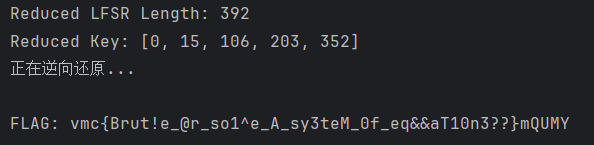 Reduced LFSR Length: 392
Reduced Key: [0, 15, 106, 203, 352]
正在逆向还原...
FLAG: vmc{Brut!e_@r_so1^e_A_sy3teM_0f_eq&&aT10n3??}mQUMY